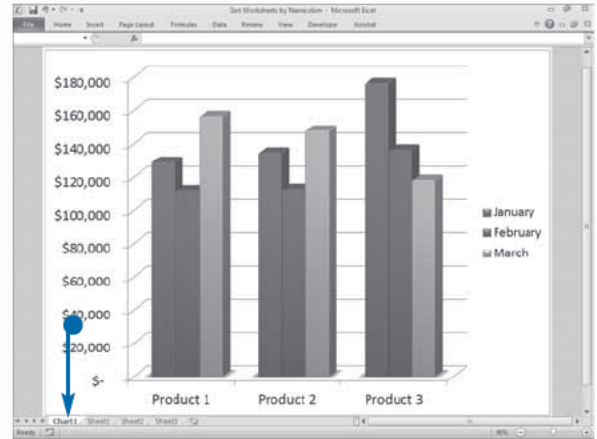 Sort Worksheets by Name.xlsm - Microsoft Excel
File Home Insert Page Layout Formulas Data Review View Developer Acrobat
fx
$180,000
$160,000
$140,000
$120,000
$100,000
$80,000
$60,000
$40,000
$20,000
$-
Product 1 Product 2 Product 3
January
February
March
Chart1 Sheet1 Sheet2 Sheet3
Ready 90%